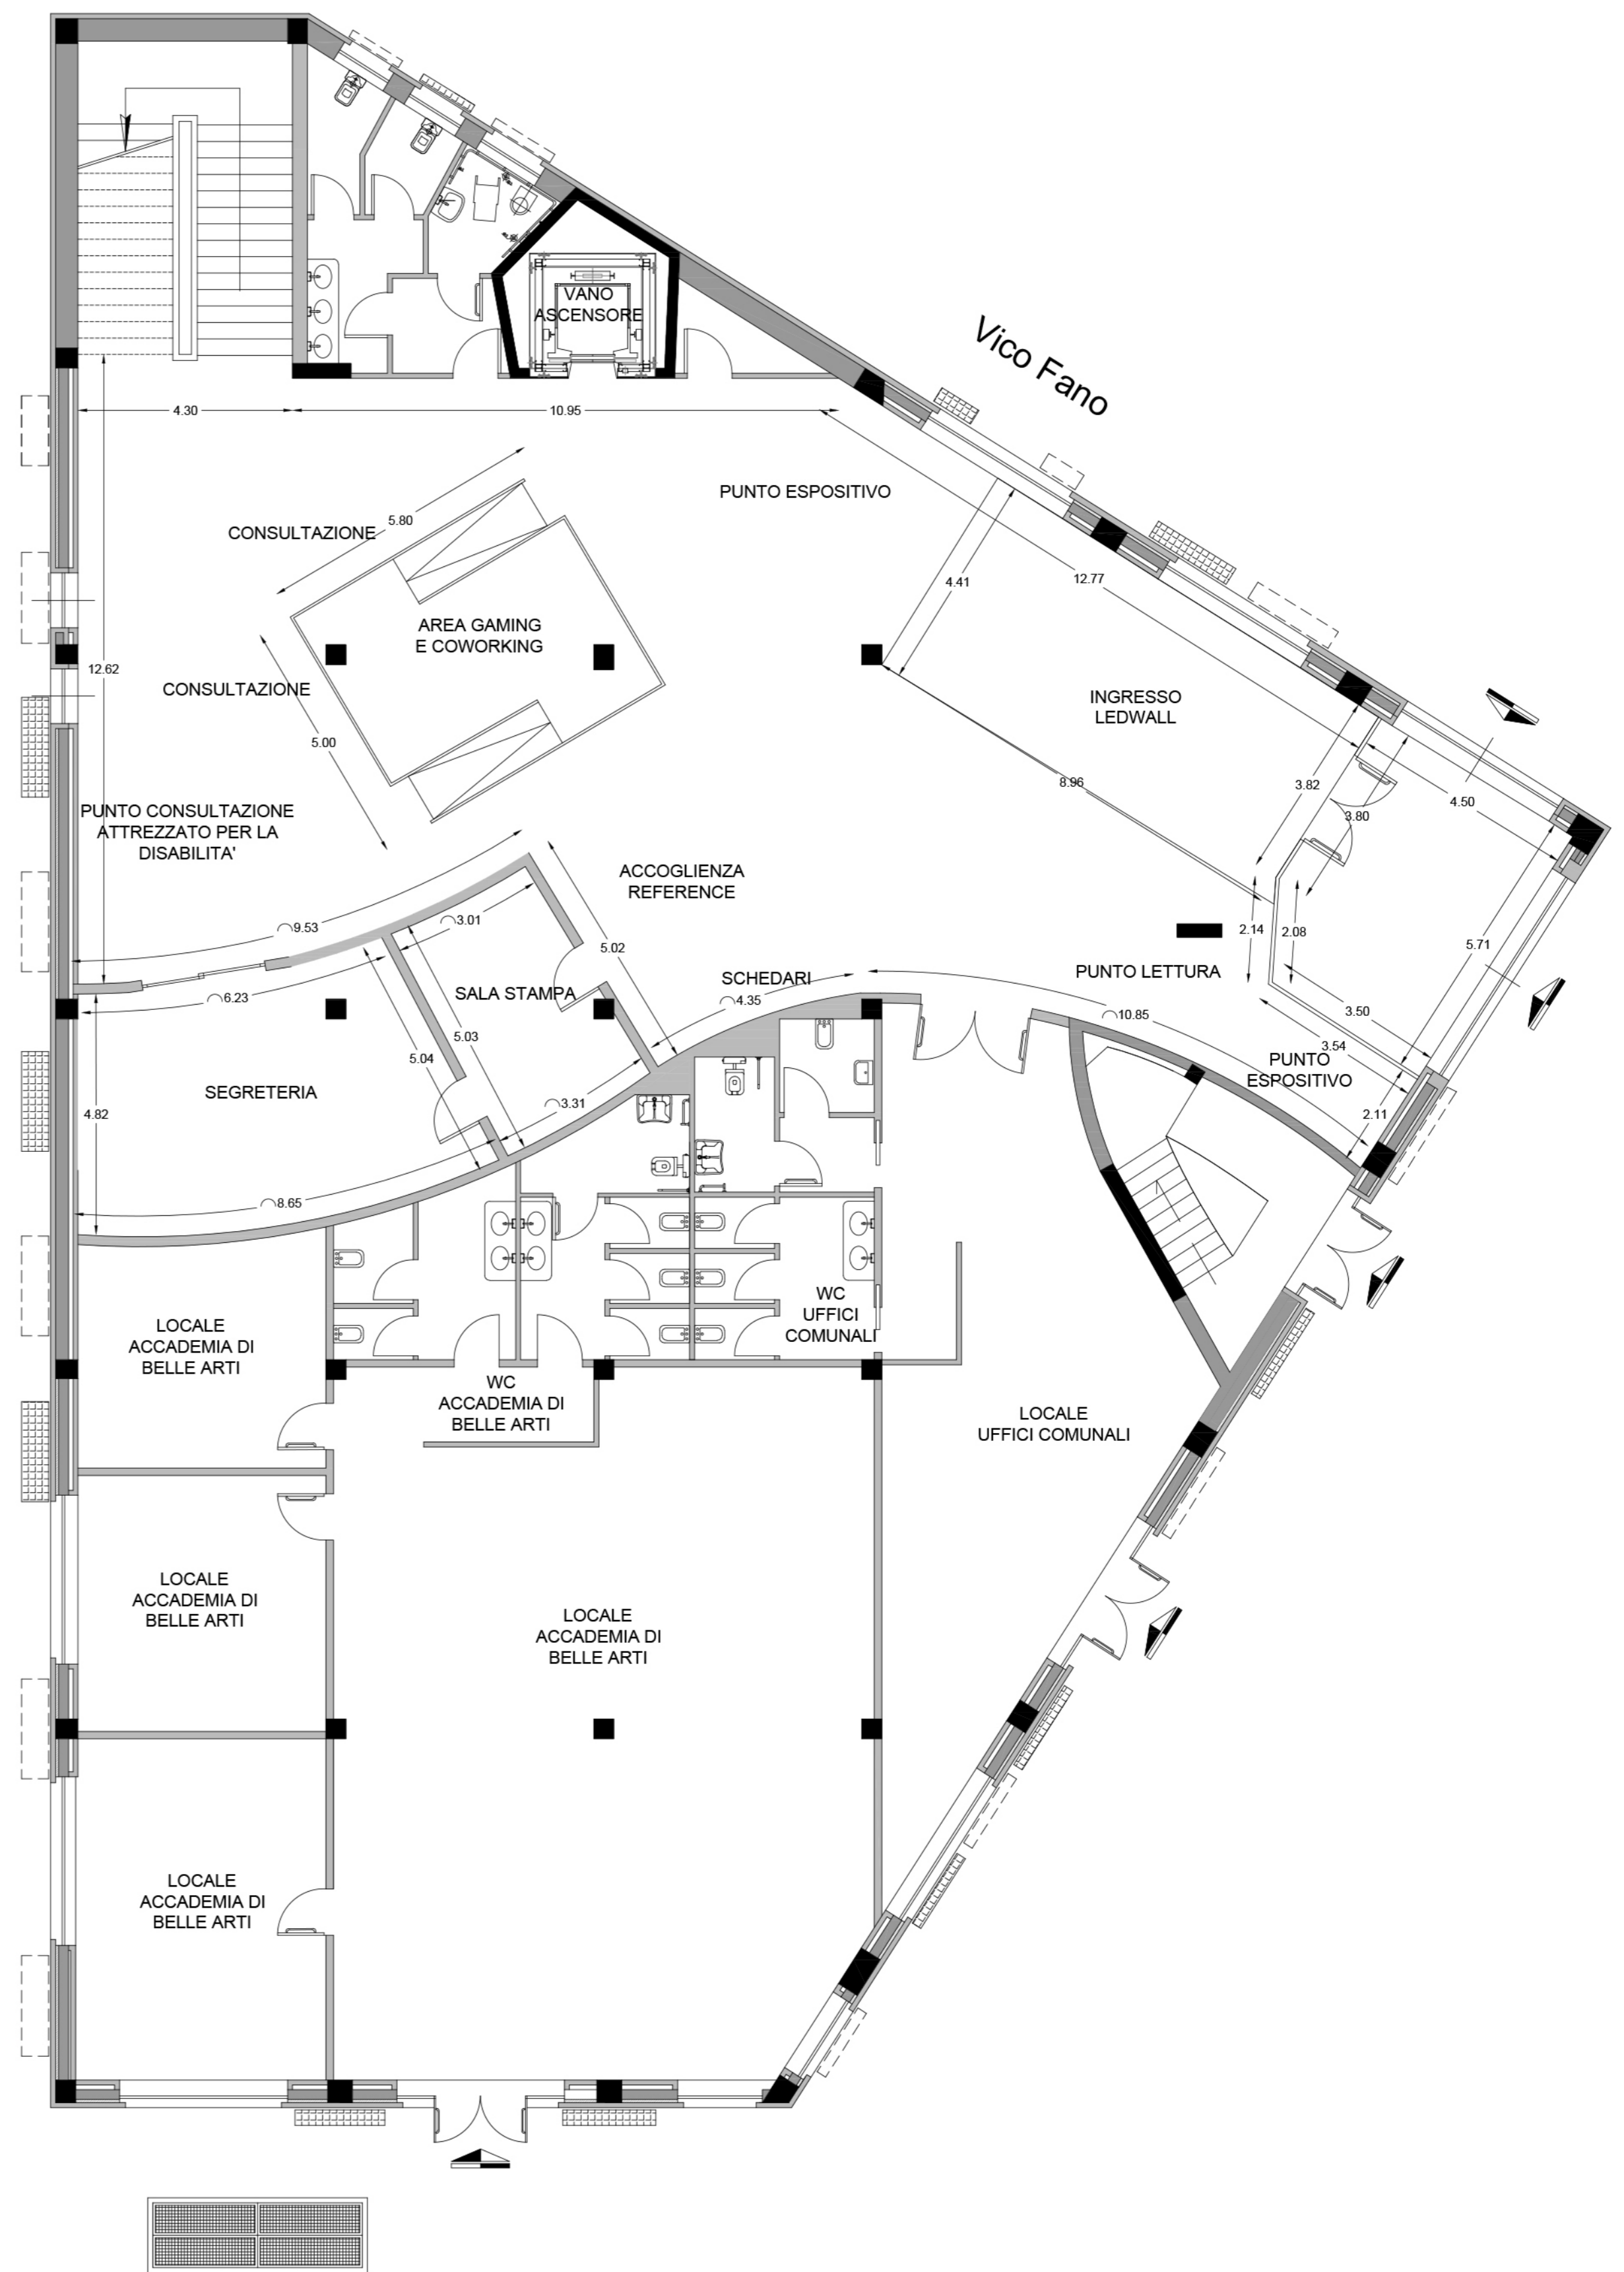 VANO
ASCENSORE
Vico Fano
4.30
10.95
PUNTO ESPOSITIVO
5.80
CONSULTAZIONE
4.41
12.77
AREA GAMING
E COWORKING
12.62
CONSULTAZIONE
INGRESSO
LEDWALL
5.00
8.96
3.82
4.50
3.80
PUNTO CONSULTAZIONE
ATTREZZATO PER LA
DISABILITA'
ACCOGLIENZA
REFERENCE
9.53
3.01
5.02
2.14
2.08
5.71
SCHEDARI
PUNTO LETTURA
6.23
SALA STAMPA
4.35
3.50
10.85
5.03
5.04
3.54
PUNTO
ESPOSITIVO
SEGRETERIA
4.82
3.31
2.11
8.65
WC
UFFICI
COMUNALI
LOCALE
ACCADEMIA DI
BELLE ARTI
WC
ACCADEMIA DI
BELLE ARTI
LOCALE
UFFICI COMUNALI
LOCALE
ACCADEMIA DI
BELLE ARTI
LOCALE
ACCADEMIA DI
BELLE ARTI
LOCALE
ACCADEMIA DI
BELLE ARTI